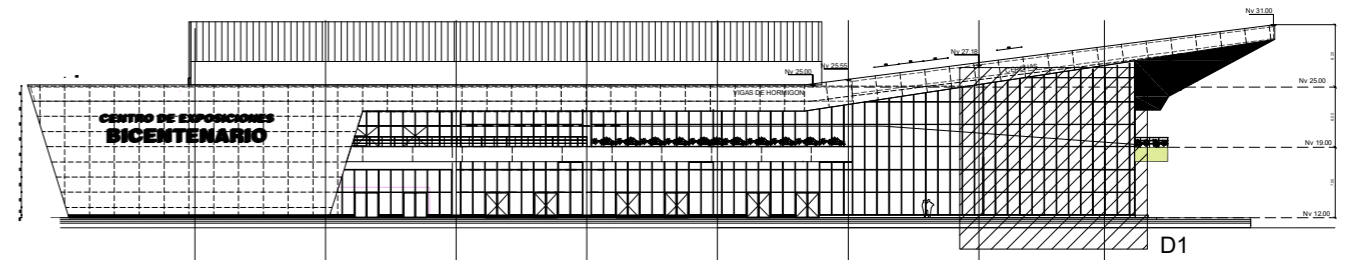 Nv 31.00
Nv 27.18
Nv 25.55
Nv 25.00
Nv 25.00
VIGAS DE HORMIGON
CENTRO DE EXPOSICIONES
BICENTENARIO
Nv 19.00
Nv 12.00
D1